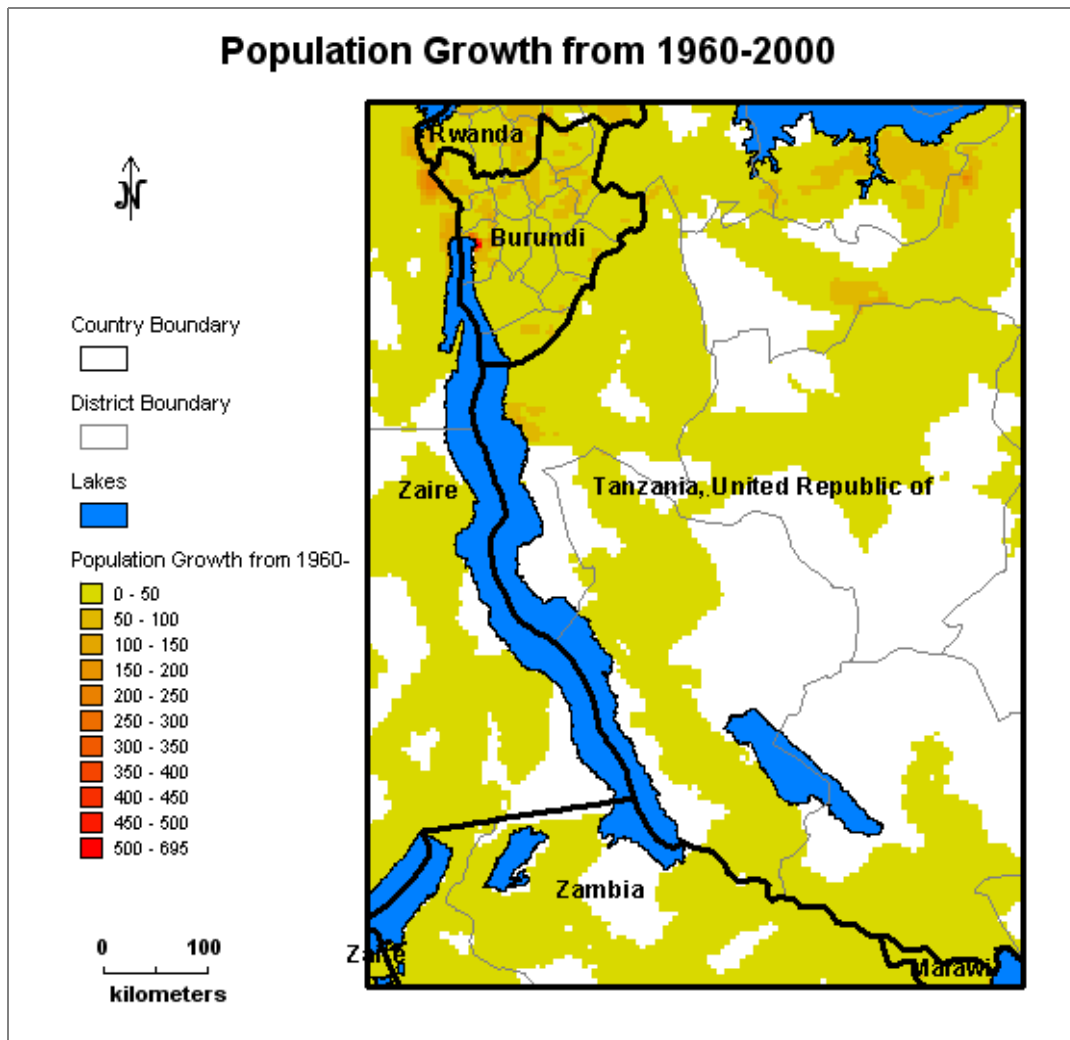 Population Growth from 1960-2000
N
Rwanda
Burundi
Country Boundary
District Boundary
Lakes
Zaire
Tanzania, United Republic of
Population Growth from 1960-
0 - 50
50 - 100
100 - 150
150 - 200
200 - 250
250 - 300
300 - 350
350 - 400
400 - 450
450 - 500
500 - 695
Zambia
0 100
kilometers
Zaire
Malawi